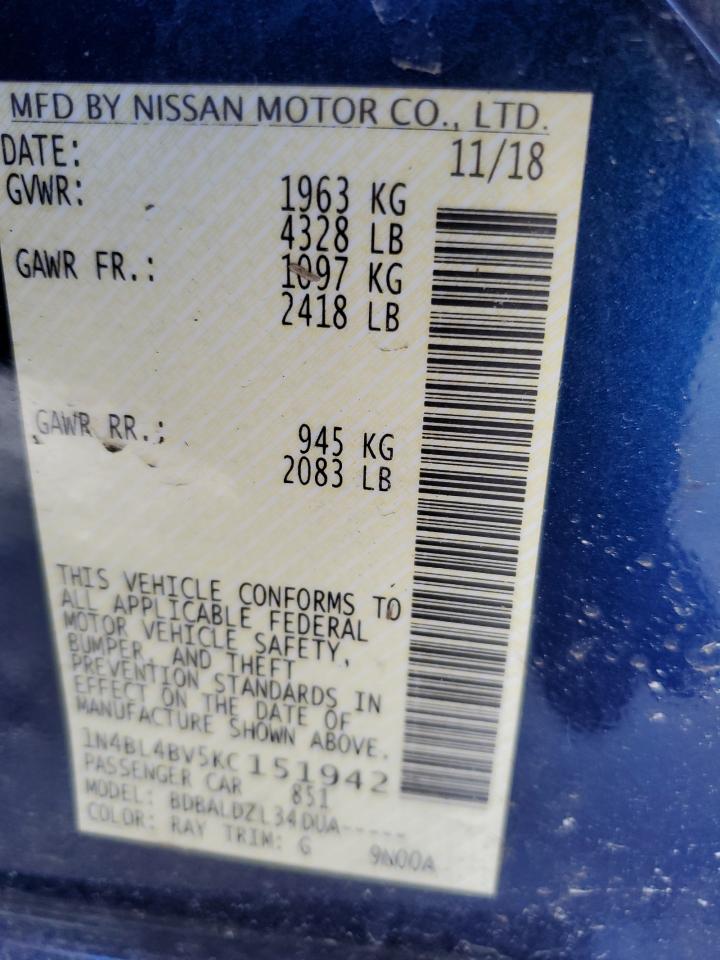 MFD BY NISSAN MOTOR CO., LTD.
DATE: 11/18
GVWR: 1963 KG
4328 LB
GAWR FR.: 1097 KG
2418 LB
GAWR RR.: 945 KG
2083 LB
THIS VEHICLE CONFORMS TO
ALL APPLICABLE FEDERAL
MOTOR VEHICLE SAFETY,
BUMPER, AND THEFT
PREVENTION STANDARDS IN
EFFECT ON THE DATE OF
MANUFACTURE SHOWN ABOVE.
1N4BL4BV5KC151942
PASSENGER CAR 851
MODEL: BDBALDZL34DUA-----
COLOR: RAY TRIM: G 9N00A